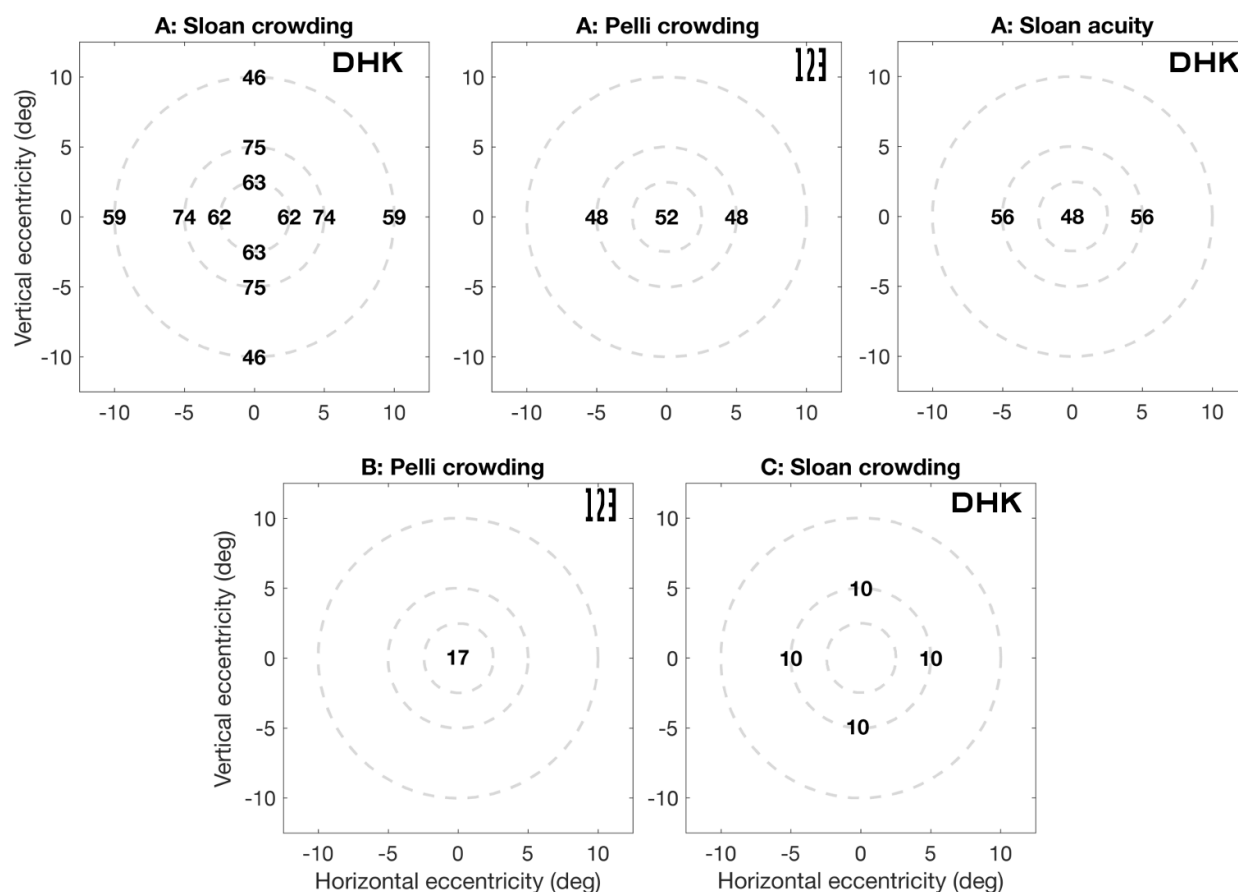 A: Sloan crowding
DHK
10
5
0
-5
-10
Vertical eccentricity (deg)
46
75
63
59 74 62 62 74 59
63
75
46
-10 -5 0 5 10
A: Pelli crowding
123
10
5
0
-5
-10
48 52 48
-10 -5 0 5 10
A: Sloan acuity
DHK
10
5
0
-5
-10
56 48 56
-10 -5 0 5 10
B: Pelli crowding
123
10
5
0
-5
-10
Vertical eccentricity (deg)
17
-10 -5 0 5 10
Horizontal eccentricity (deg)
C: Sloan crowding
DHK
10
5
0
-5
-10
10
10 10
10
-10 -5 0 5 10
Horizontal eccentricity (deg)